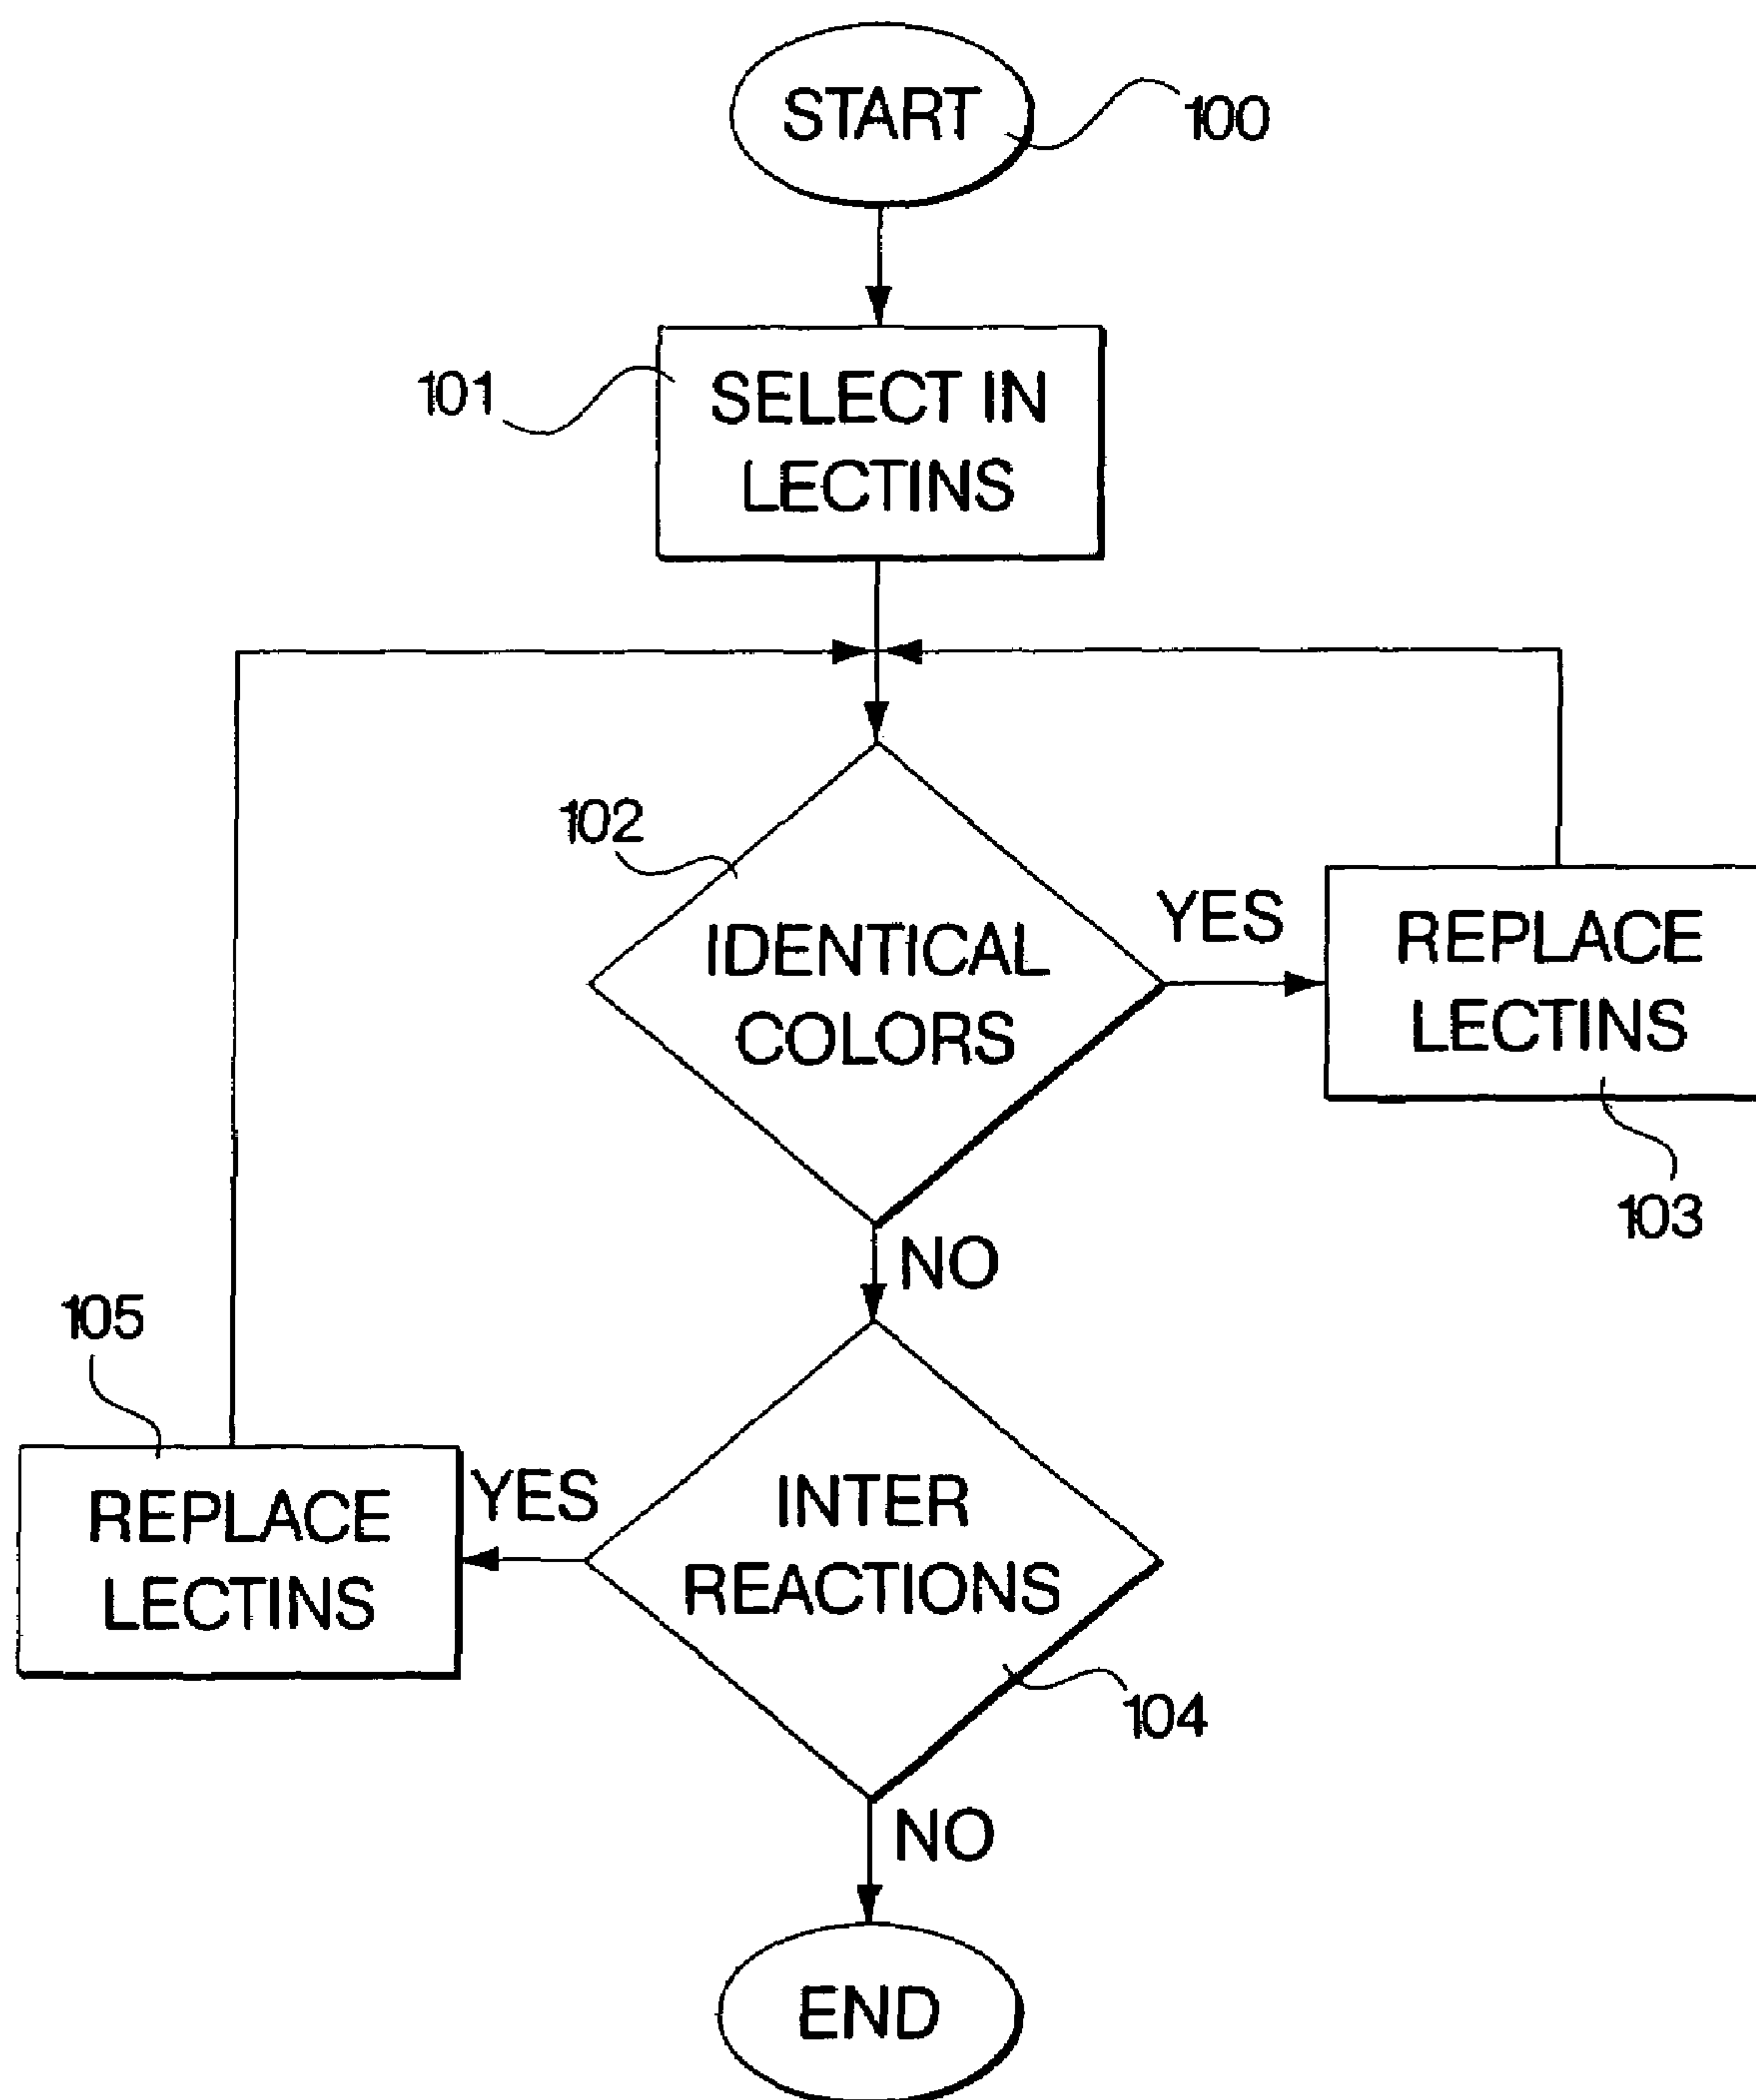 START
100
101
SELECT IN
LECTINS
102
IDENTICAL
COLORS
YES
REPLACE
LECTINS
103
NO
105
REPLACE
LECTINS
YES
INTER
REACTIONS
104
NO
END